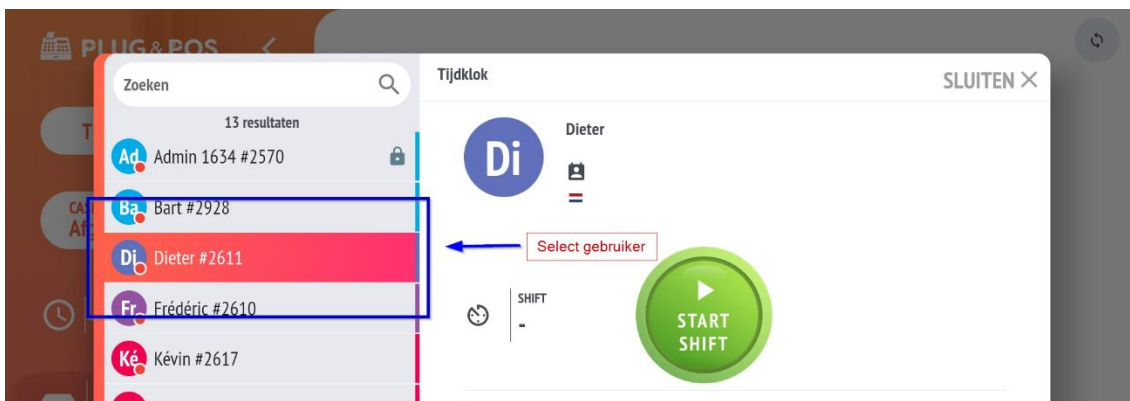 PLUG & POS
Zoeken
13 resultaten
Ad Admin 1634 #2570
Ba Bart #2928
Di Dieter #2611
Fr Frédéric #2610
Ké Kévin #2617
Tijdklok
SLUITEN
Di
Dieter
Select gebruiker
SHIFT
-
START
SHIFT